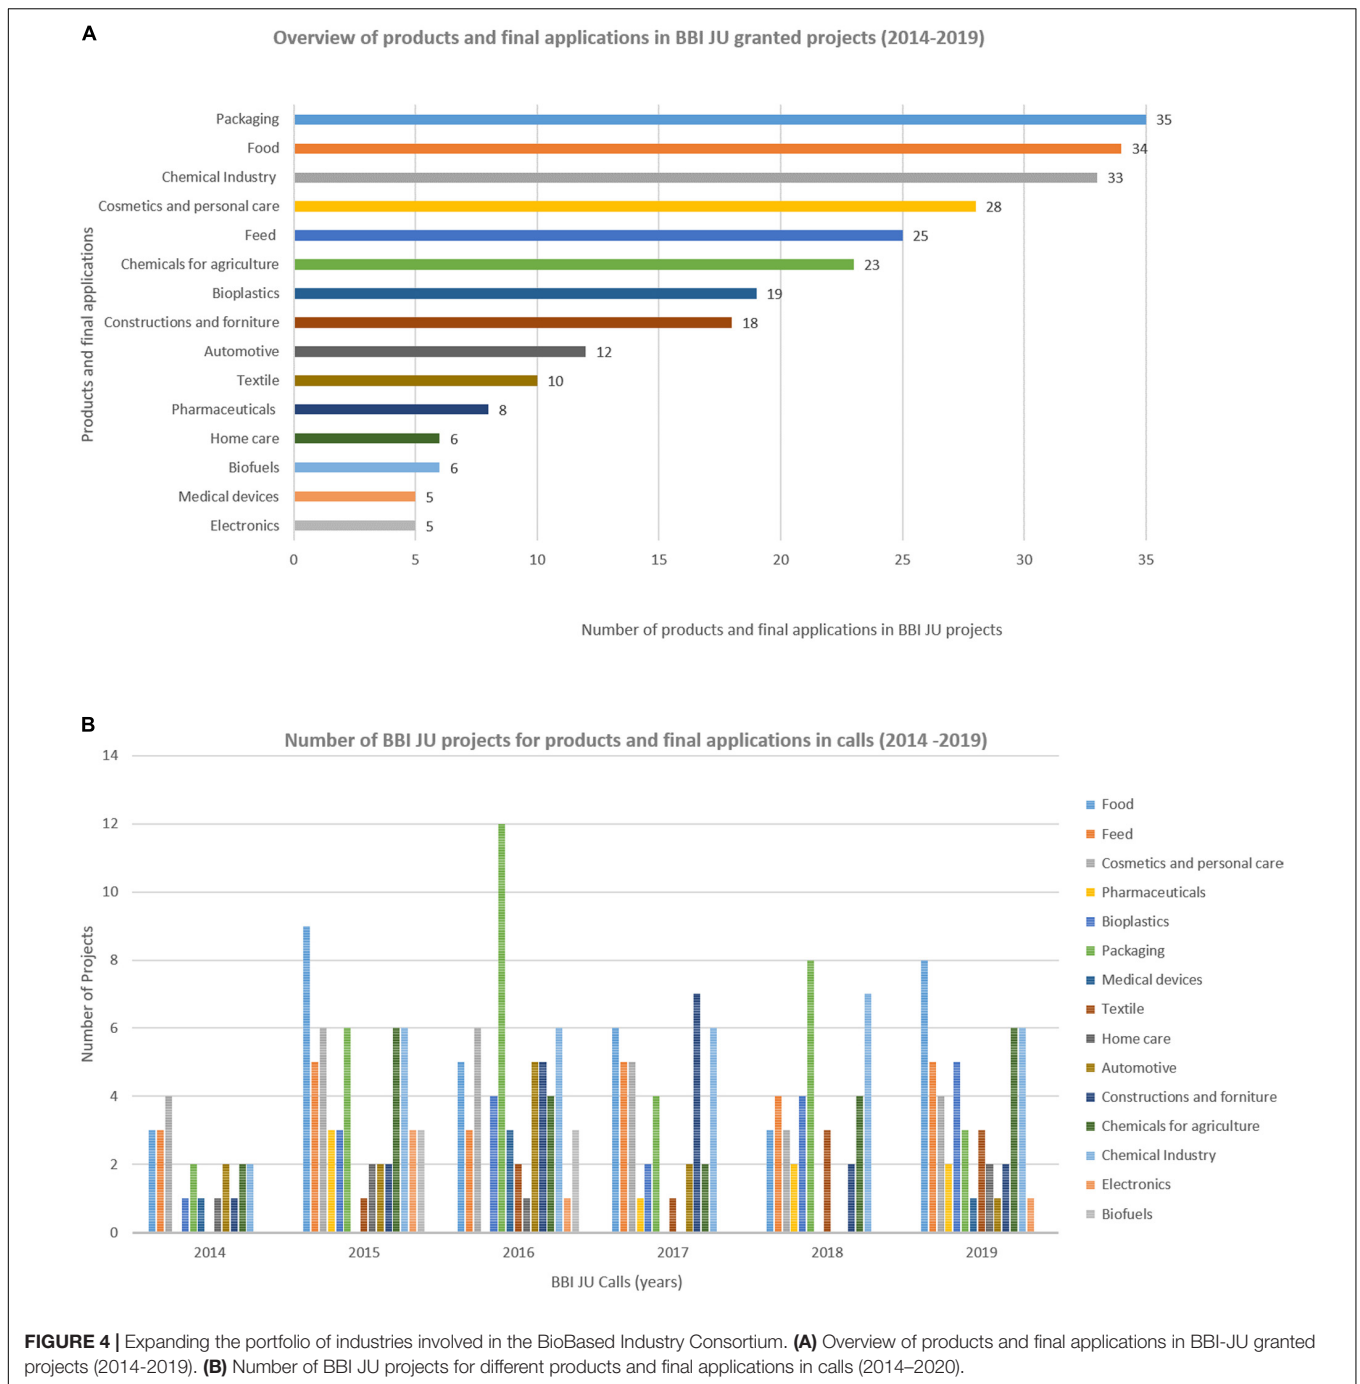 A
Overview of products and final applications in BBI JU granted projects (2014-2019)
Products and final applications
Packaging 35
Food 34
Chemical Industry 33
Cosmetics and personal care 28
Feed 25
Chemicals for agriculture 23
Bioplastics 19
Constructions and forniture 18
Automotive 12
Textile 10
Pharmaceuticals 8
Home care 6
Biofuels 6
Medical devices 5
Electronics 5
0 5 10 15 20 25 30 35
Number of products and final applications in BBI JU projects
B
Number of BBI JU projects for products and final applications in calls (2014 -2019)
Number of Projects
14
12
10
8
6
4
2
0
2014 2015 2016 2017 2018 2019
BBI JU Calls (years)
Food
Feed
Cosmetics and personal care
Pharmaceuticals
Bioplastics
Packaging
Medical devices
Textile
Home care
Automotive
Constructions and forniture
Chemicals for agriculture
Chemical Industry
Electronics
Biofuels
FIGURE 4 | Expanding the portfolio of industries involved in the BioBased Industry Consortium. (A) Overview of products and final applications in BBI-JU granted
projects (2014-2019). (B) Number of BBI JU projects for different products and final applications in calls (2014–2020).